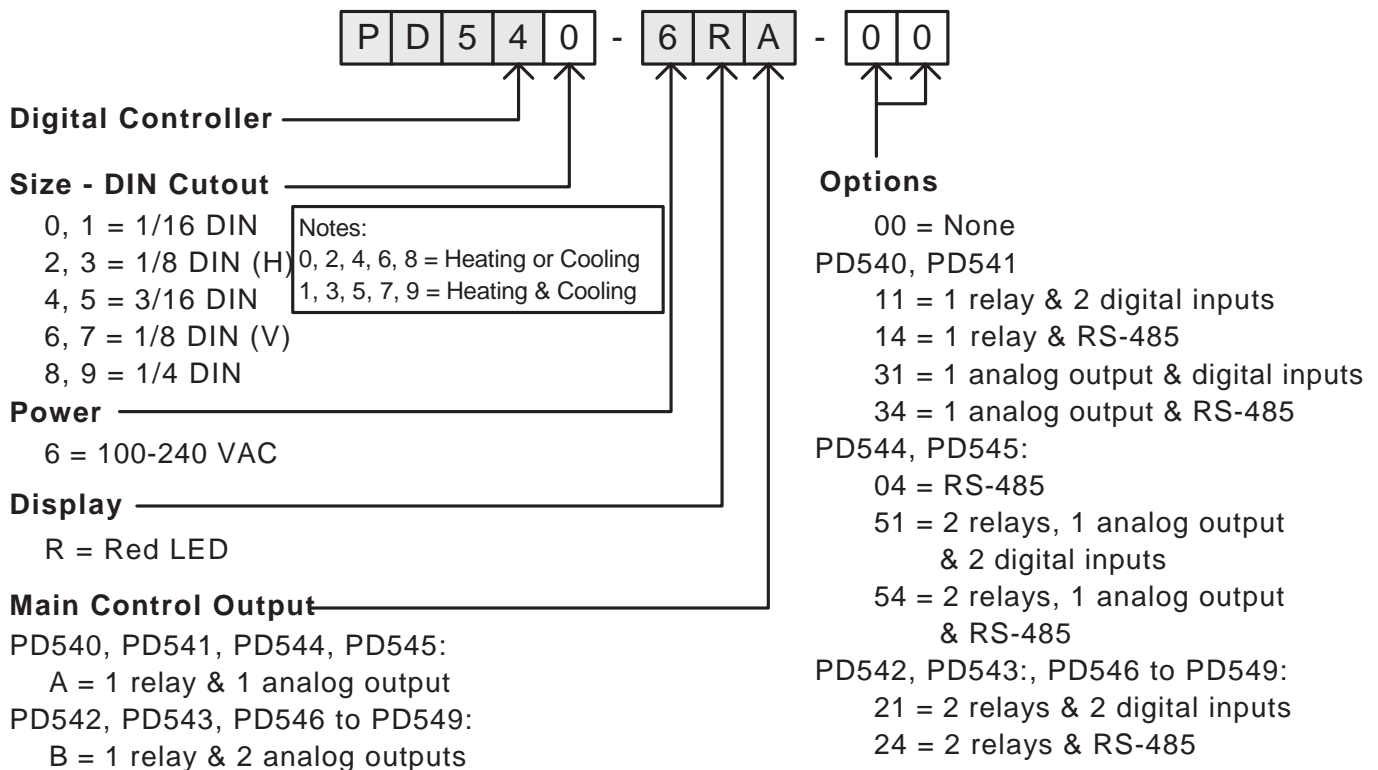 PD540 - 6RA - 00
Digital Controller
Size - DIN Cutout
0, 1 = 1/16 DIN
2, 3 = 1/8 DIN (H)
4, 5 = 3/16 DIN
6, 7 = 1/8 DIN (V)
8, 9 = 1/4 DIN
Notes:
0, 2, 4, 6, 8 = Heating or Cooling
1, 3, 5, 7, 9 = Heating & Cooling
Power
6 = 100-240 VAC
Display
R = Red LED
Main Control Output
PD540, PD541, PD544, PD545:
A = 1 relay & 1 analog output
PD542, PD543, PD546 to PD549:
B = 1 relay & 2 analog outputs
Options
00 = None
PD540, PD541
11 = 1 relay & 2 digital inputs
14 = 1 relay & RS-485
31 = 1 analog output & digital inputs
34 = 1 analog output & RS-485
PD544, PD545:
04 = RS-485
51 = 2 relays, 1 analog output
& 2 digital inputs
54 = 2 relays, 1 analog output
& RS-485
PD542, PD543:, PD546 to PD549:
21 = 2 relays & 2 digital inputs
24 = 2 relays & RS-485